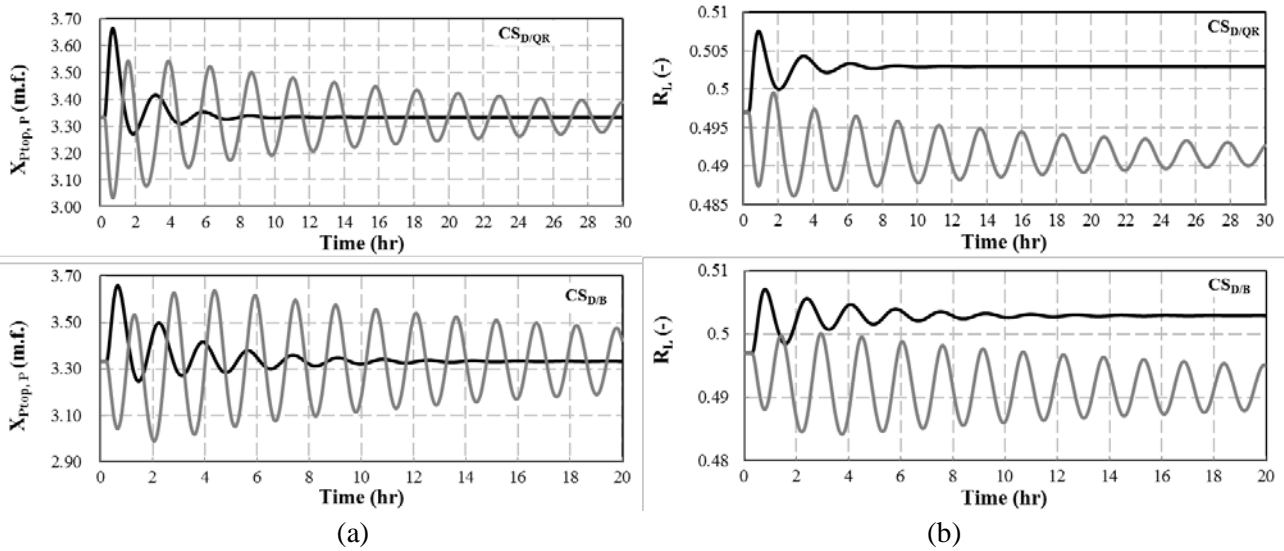 3.70
3.60
3.50
3.40
3.30
3.20
3.10
3.00
X_Ptop, P (m.f.)
CS_D/QR
0 2 4 6 8 10 12 14 16 18 20 22 24 26 28 30
Time (hr)
0.51
0.505
0.5
0.495
0.49
0.485
R_L (-)
CS_D/QR
0 2 4 6 8 10 12 14 16 18 20 22 24 26 28 30
Time (hr)
3.70
3.50
3.30
3.10
2.90
X_Ptop, P (m.f.)
CS_D/B
0 2 4 6 8 10 12 14 16 18 20
Time (hr)
0.51
0.5
0.49
0.48
R_L (-)
CS_D/B
0 2 4 6 8 10 12 14 16 18 20
Time (hr)
(a)
(b)